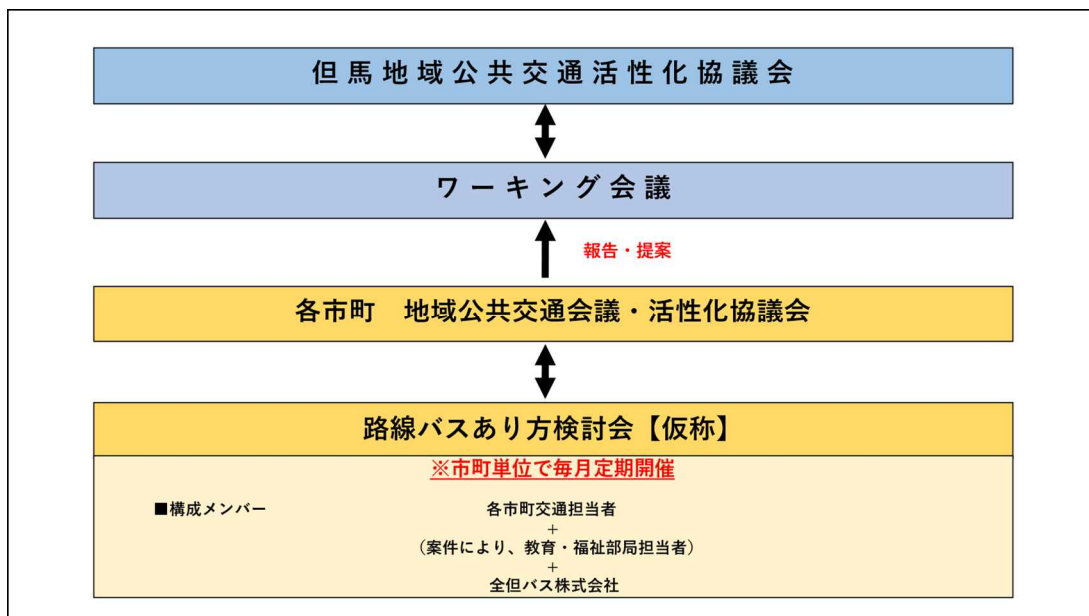 但馬地域公共交通活性化協議会
ワーキング会議
報告・提案
各市町　地域公共交通会議・活性化協議会
路線バスあり方検討会【仮称】
※市町単位で毎月定期開催
■構成メンバー　各市町交通担当者
+
（案件により、教育・福祉部局担当者）
+
全但バス株式会社